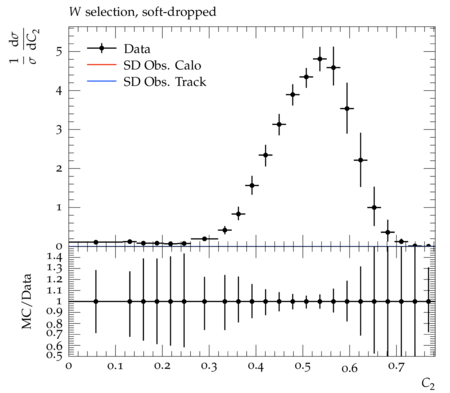 W selection, soft-dropped
1/σ dσ/dC₂
Data
SD Obs. Calo
SD Obs. Track
5
4
3
2
1
0
1.4
1.3
1.2
1.1
1
0.9
0.8
0.7
0.6
0.5
MC/Data
0 0.1 0.2 0.3 0.4 0.5 0.6 0.7
C₂